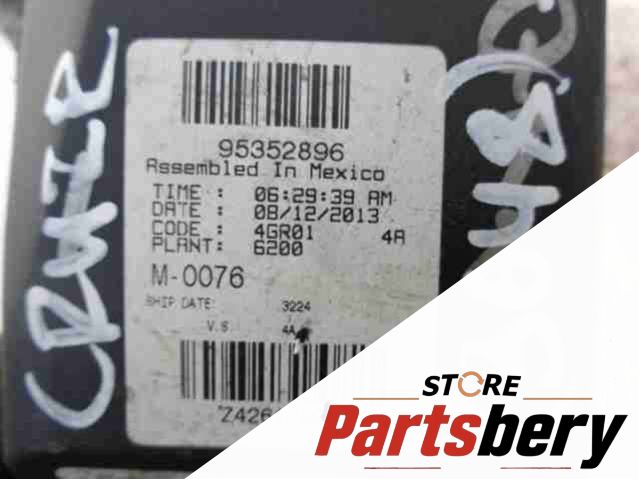 CRUZE
95352896
Assembled In Mexico
TIME : 06:29:39 AM
DATE : 08/12/2013
CODE : 4GR01 4A
PLANT: 6200
M-0076
SHIP DATE: 3224
V.S. 4A
Z426
STORE
Partsbery